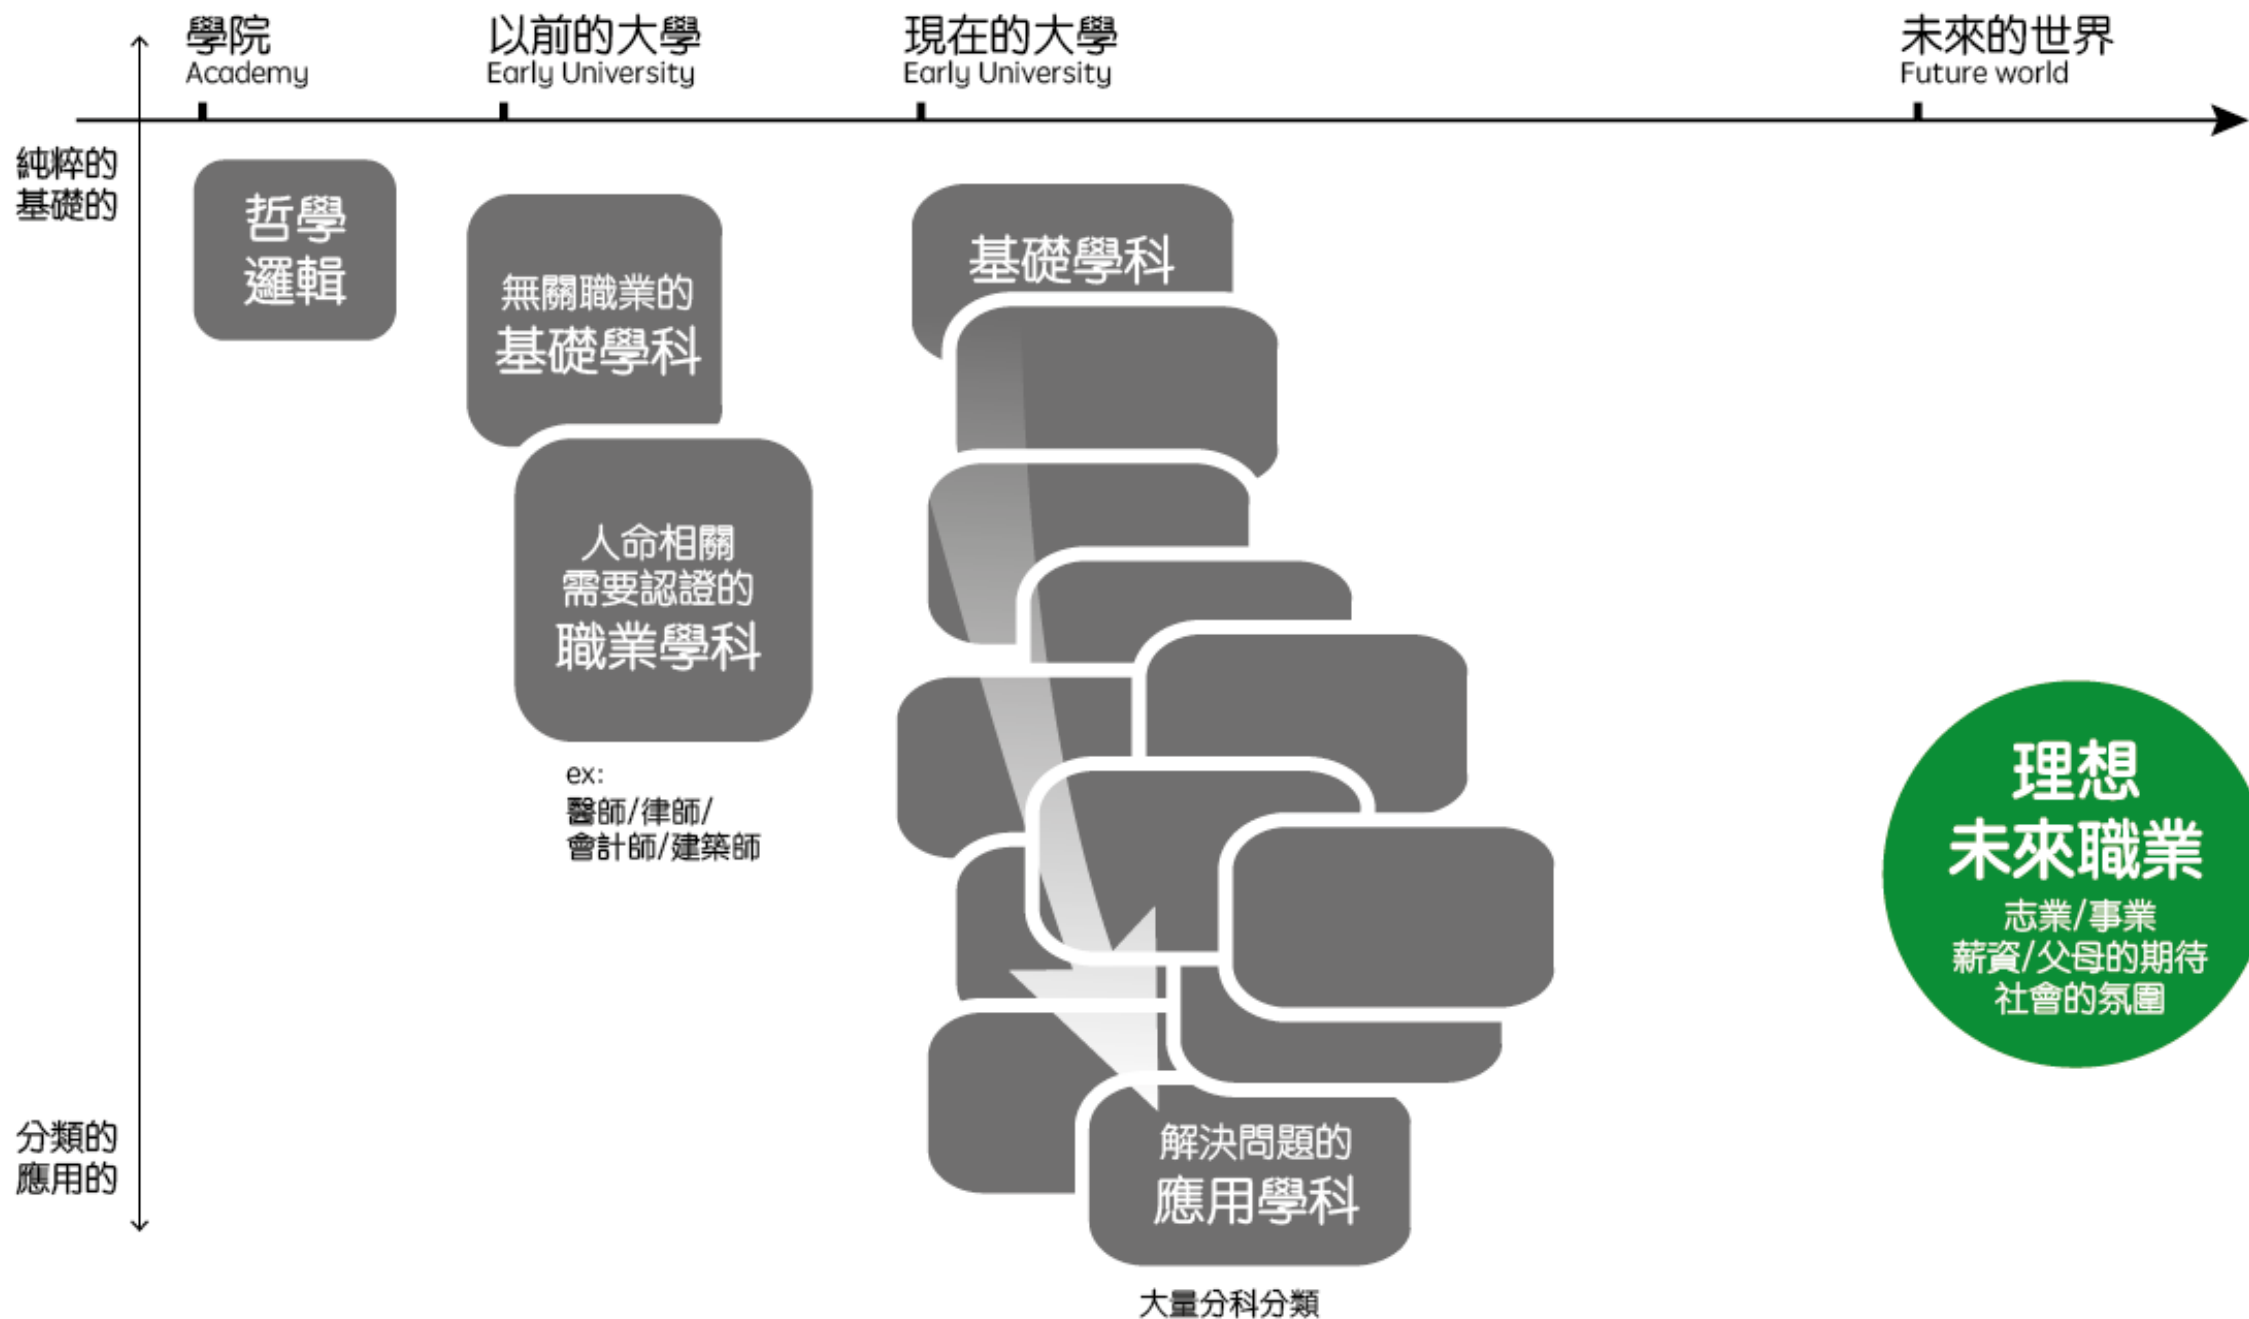 學院
Academy
以前的大學
Early University
現在的大學
Early University
未來的世界
Future world
純粹的
基礎的
哲學
邏輯
無關職業的
基礎學科
人命相關
需要認證的
職業學科
ex:
醫師/律師/
會計師/建築師
基礎學科
解決問題的
應用學科
大量分科分類
理想
未來職業
志業/事業
薪資/父母的期待
社會的氛圍
分類的
應用的